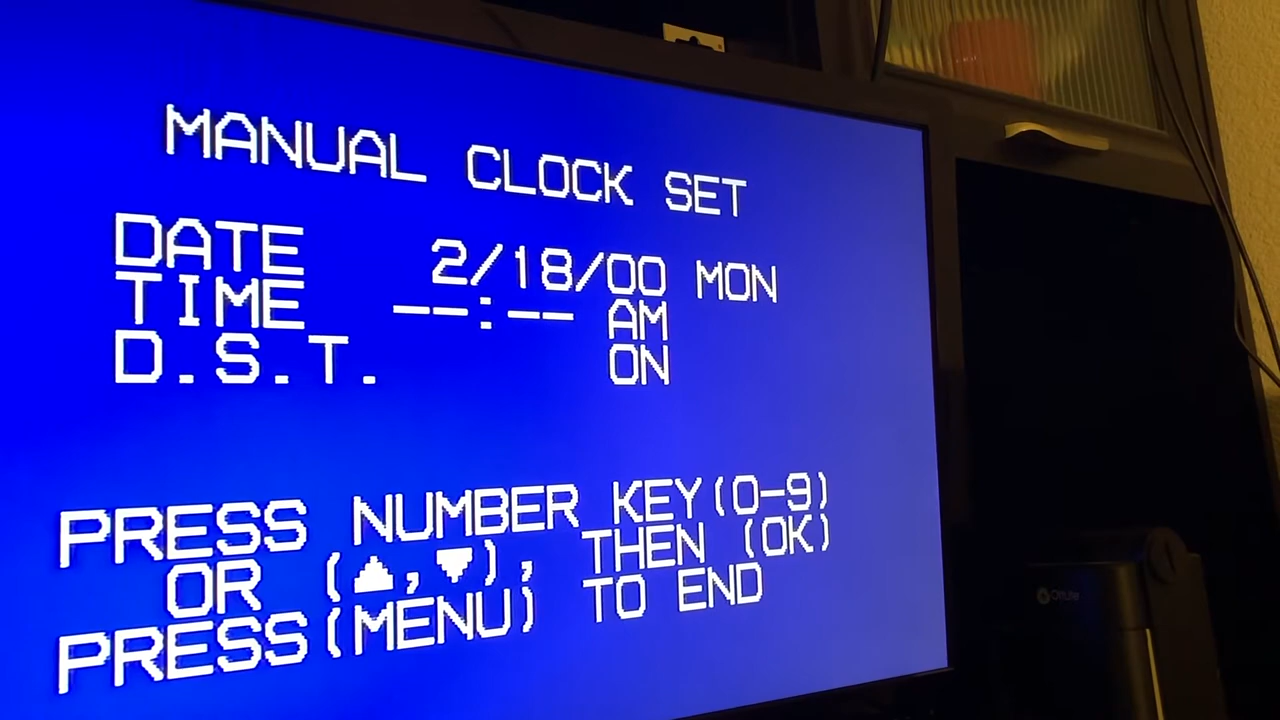 MANUAL CLOCK SET
DATE 2/18/00 MON
TIME --:-- AM
D.S.T. ON
PRESS NUMBER KEY(0-9)
OR (▲,▼), THEN (OK)
PRESS(MENU) TO END